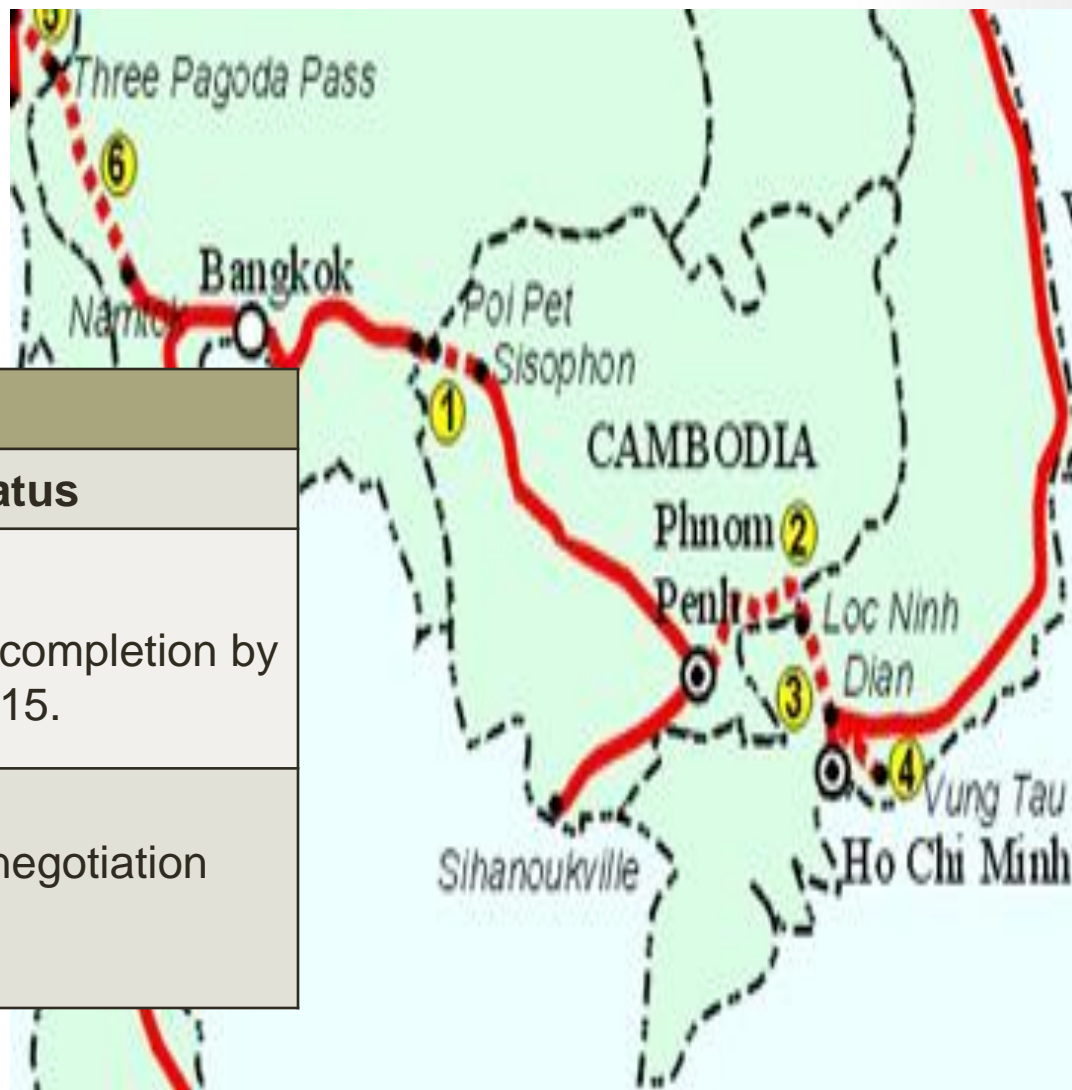 5
Three Pagoda Pass
6
Bangkok
Namtok
Poi Pet
Sisophon
1
CAMBODIA
Phnom
Penh
2
Loc Ninh
3
Dian
4
Vung Tau
Ho Chi Minh
Sihanoukville
atus
completion by
15.
negotiation